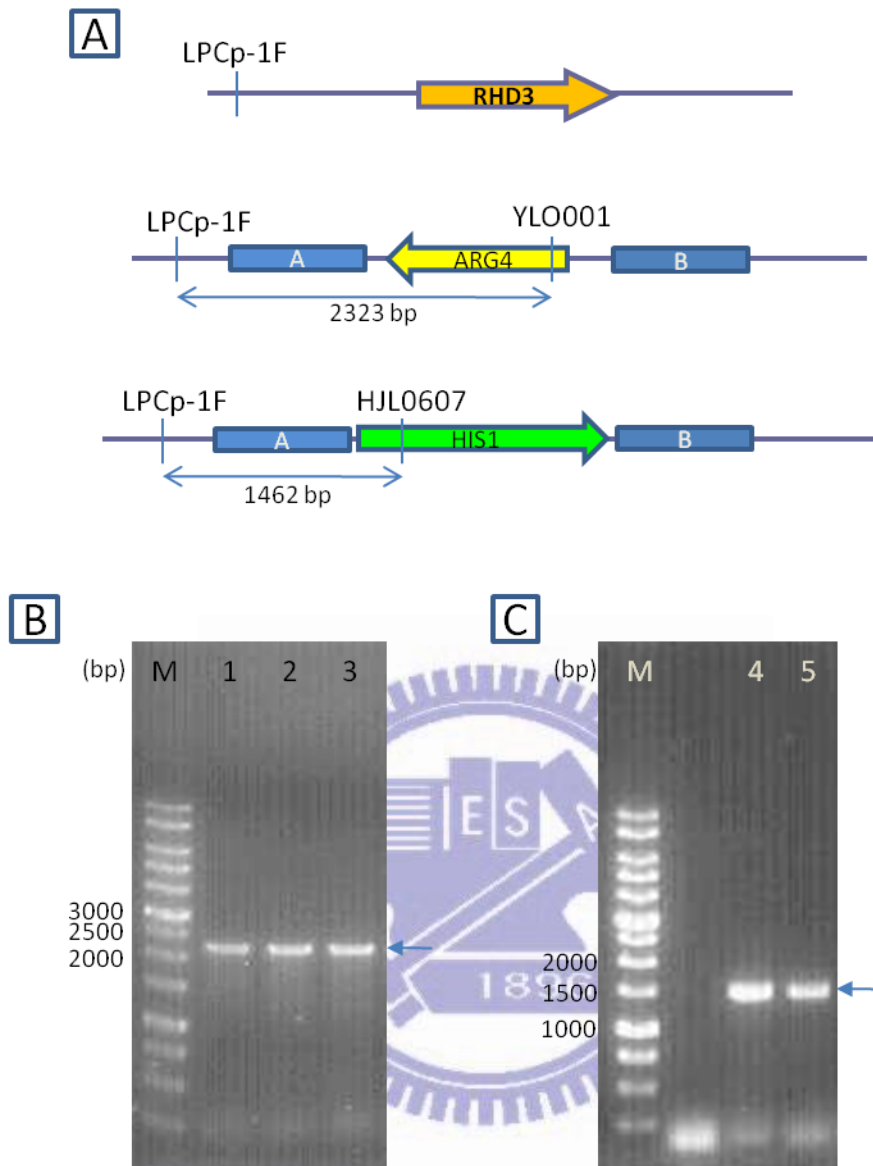 A
LPCp-1F
RHD3
LPCp-1F
YLO001
A
ARG4
B
2323 bp
LPCp-1F
HJL0607
A
HIS1
B
1462 bp
B
C
(bp) M 1 2 3
(bp) M 4 5
3000
2500
2000
2000
1500
1000
E S A
1896